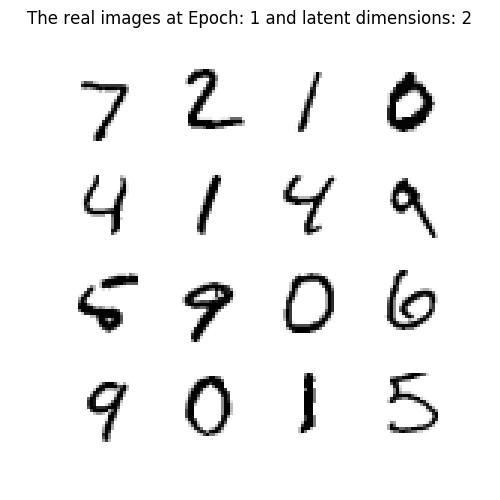 The real images at Epoch: 1 and latent dimensions: 2
7 2 1 0
4 1 4 9
5 9 0 6
9 0 1 5